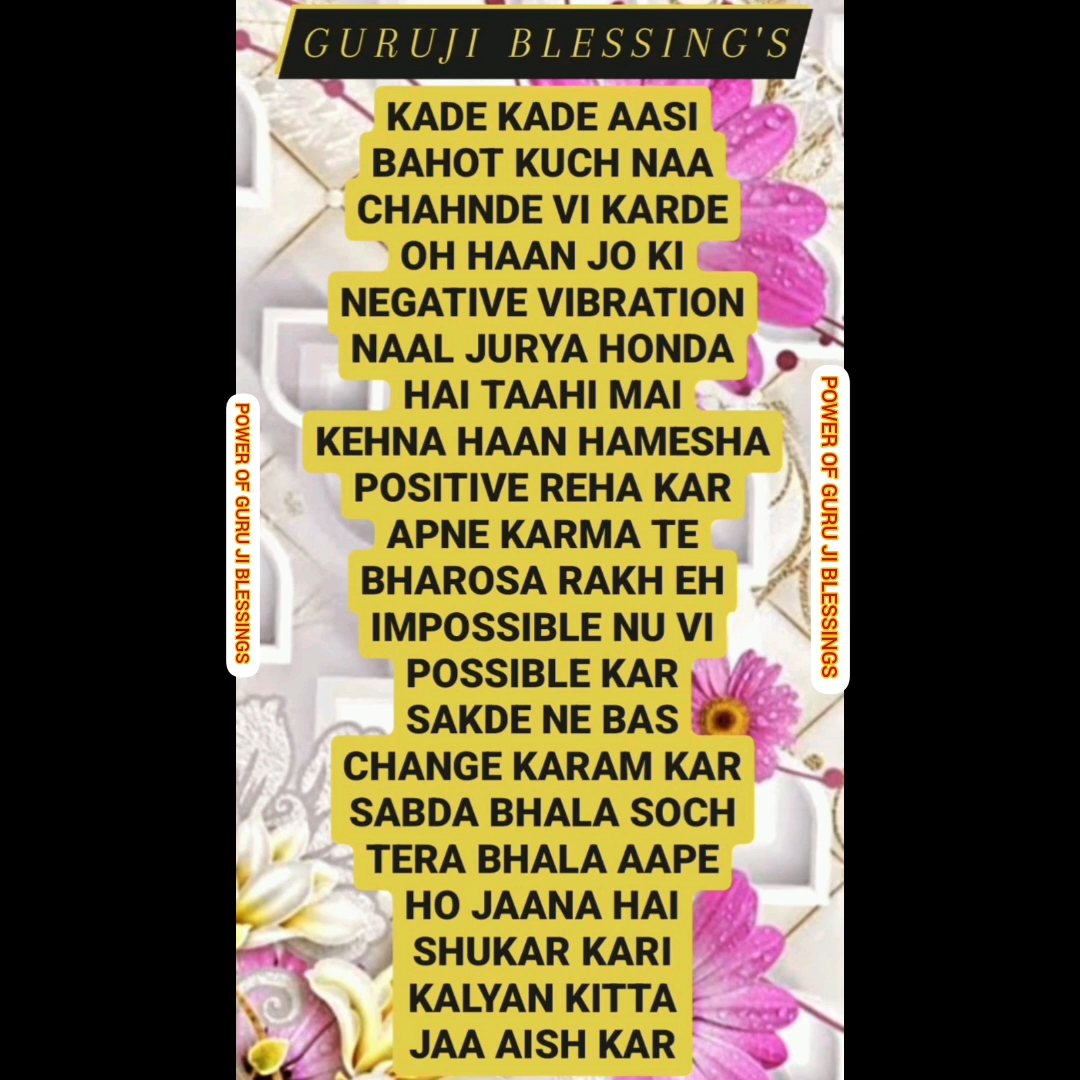 GURUJI BLESSING'S
KADE KADE AASI
BAHOT KUCH NAA
CHAHNDE VI KARDE
OH HAAN JO KI
NEGATIVE VIBRATION
NAAL JURYA HONDA
HAI TAAHI MAI
KEHNA HAAN HAMESHA
POSITIVE REHA KAR
APNE KARMA TE
BHAROSA RAKH EH
IMPOSSIBLE NU VI
POSSIBLE KAR
SAKDE NE BAS
CHANGE KARAM KAR
SABDA BHALA SOCH
TERA BHALA AAPE
HO JAANA HAI
SHUKAR KARI
KALYAN KITTA
JAA AISH KAR
POWER OF GURU JI BLESSINGS
POWER OF GURU JI BLESSINGS